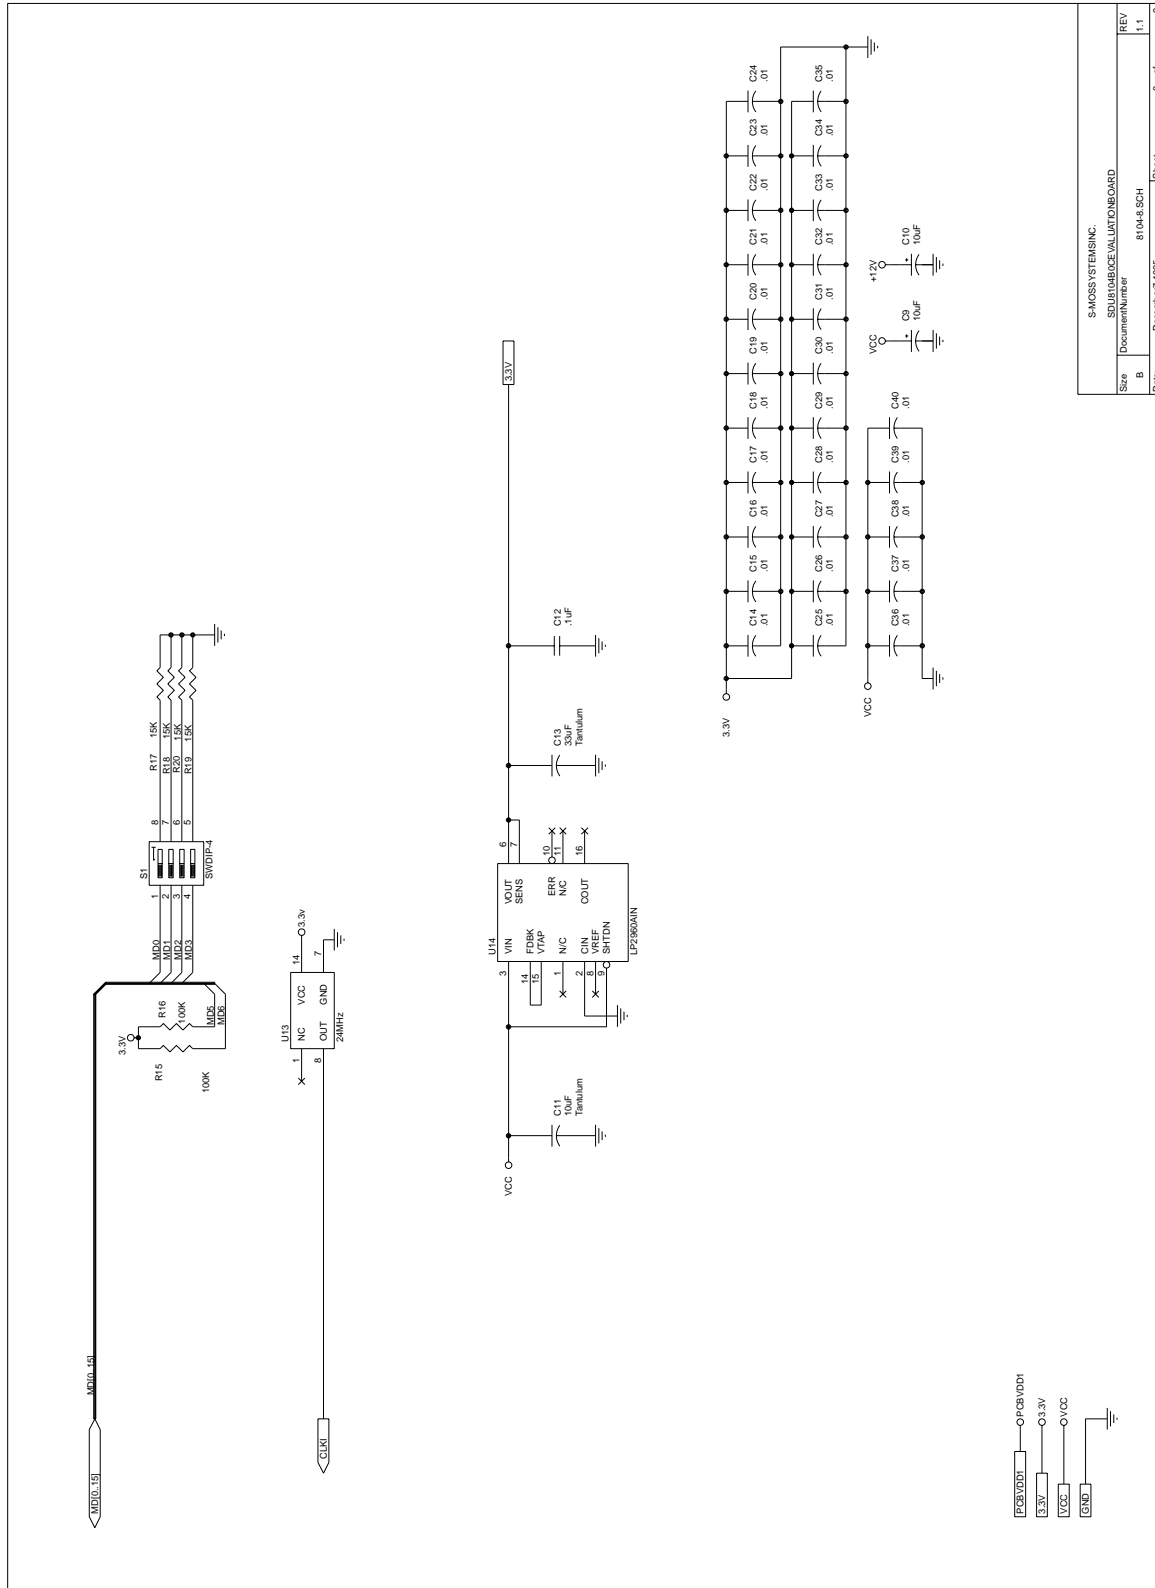 MD[0..15]
MD[0..15]
3.3V
R15
100K
R16
100K
MD5
MD6
MD0
MD1
MD2
MD3
1
2
3
4
S1
SWDIP-4
8
7
6
5
R17
R18
R20
R19
15K
15K
15K
15K
CLKI
U13
1
NC
VCC
14
3.3v
8
OUT
GND
7
24MHz
VCC
C11
10uF
Tantulum
U14
3
VIN
VOUT
6
SENS
7
14
FDBK
15
VTAP
ERR
10
1
N/C
N/C
11
2
CIN
COUT
16
8
VREF
9
SHTDN
LP2960AIN
C13
33uF
Tantulum
C12
.1uF
3.3V
3.3V
C14
.01
C15
.01
C16
.01
C17
.01
C18
.01
C19
.01
C20
.01
C21
.01
C22
.01
C23
.01
C24
.01
C25
.01
C26
.01
C27
.01
C28
.01
C29
.01
C30
.01
C31
.01
C32
.01
C33
.01
C34
.01
C35
.01
VCC
C36
.01
C37
.01
C38
.01
C39
.01
C40
.01
VCC
C9
10uF
+12V
C10
10uF
PCBVDD1
PCBVDD1
3.3V
3.3V
VCC
VCC
GND
S-MOSSYSTEMSINC.
SDU8104B0CEVALUATIONBOARD
Size
DocumentNumber
REV
B
8104-8.SCH
1.1